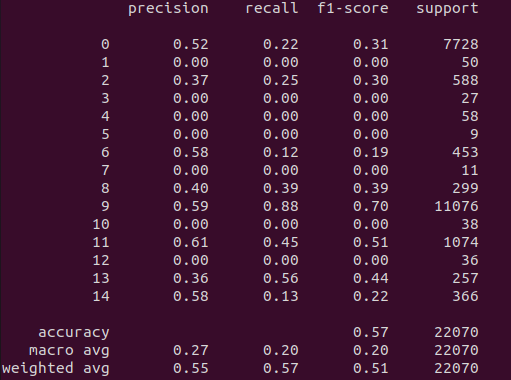 precision recall f1-score support
0 0.52 0.22 0.31 7728
1 0.00 0.00 0.00 50
2 0.37 0.25 0.30 588
3 0.00 0.00 0.00 27
4 0.00 0.00 0.00 58
5 0.00 0.00 0.00 9
6 0.58 0.12 0.19 453
7 0.00 0.00 0.00 11
8 0.40 0.39 0.39 299
9 0.59 0.88 0.70 11076
10 0.00 0.00 0.00 38
11 0.61 0.45 0.51 1074
12 0.00 0.00 0.00 36
13 0.36 0.56 0.44 257
14 0.58 0.13 0.22 366
accuracy 0.57 22070
macro avg 0.27 0.20 0.20 22070
weighted avg 0.55 0.57 0.51 22070